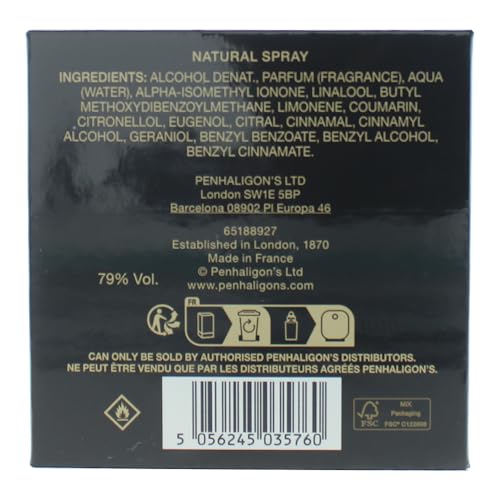 NATURAL SPRAY
INGREDIENTS: ALCOHOL DENAT., PARFUM (FRAGRANCE), AQUA
(WATER), ALPHA-ISOMETHYL IONONE, LINALOOL, BUTYL
METHOXYDIBENZOYLMETHANE, LIMONENE, COUMARIN,
CITRONELLOL, EUGENOL, CITRAL, CINNAMAL, CINNAMYL
ALCOHOL, GERANIOL, BENZYL BENZOATE, BENZYL ALCOHOL,
BENZYL CINNAMATE.
PENHALIGON'S LTD
London SW1E 5BP
Barcelona 08902 Pl Europa 46
65188927
Established in London, 1870
Made in France
© Penhaligon's Ltd
79% Vol.
www.penhaligons.com
FR
CAN ONLY BE SOLD BY AUTHORISED PENHALIGON'S DISTRIBUTORS.
NE PEUT ÊTRE VENDU QUE PAR LES DISTRIBUTEURS AGRÉÉS PENHALIGON'S.
5 056245 035760
FSC
MIX
Packaging
FSC®